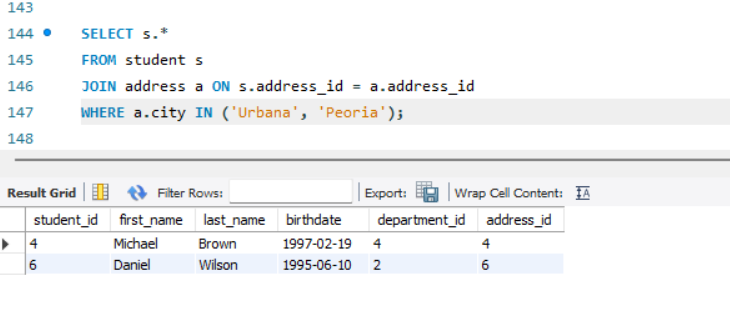 143
144 SELECT s.*
145 FROM student s
146 JOIN address a ON s.address_id = a.address_id
147 WHERE a.city IN ('Urbana', 'Peoria');
148
Result Grid Filter Rows: Export: Wrap Cell Content: IA
student_id first_name last_name birthdate department_id address_id
4 Michael Brown 1997-02-19 4 4
6 Daniel Wilson 1995-06-10 2 6